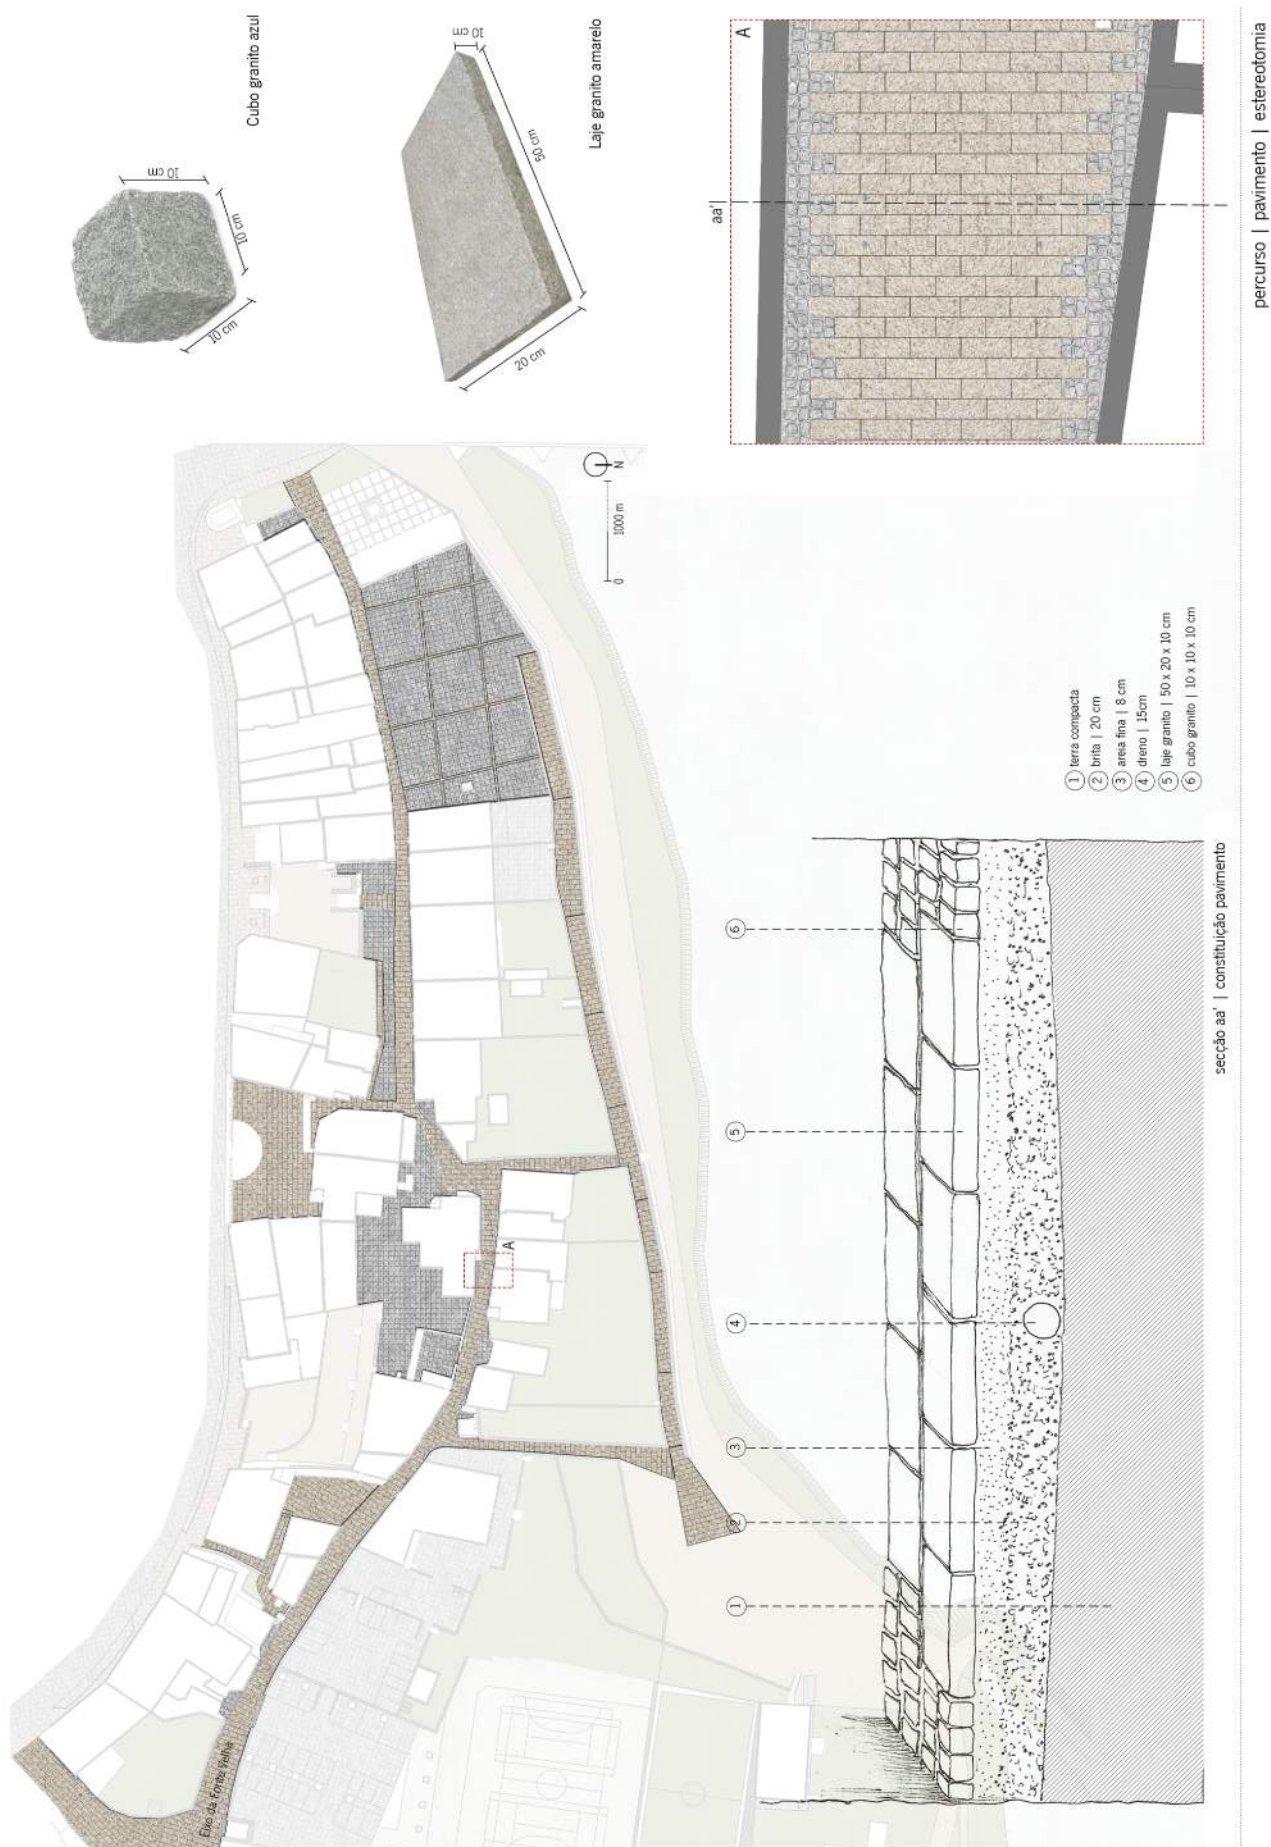 Cubo granito azul
10 cm
10 cm
10 cm
Laje granito amarelo
10 cm
50 cm
20 cm
A
aa'
percurso | pavimento | estereotomia
N
0
1000 m
A
Eixo da Fonte Velha
1 terra compacta
2 brita | 20 cm
3 areia fina | 8 cm
4 dreno | 15cm
5 laje granito | 50 x 20 x 10 cm
6 cubo granito | 10 x 10 x 10 cm
1
2
3
4
5
6
secção aa' | constituição pavimento